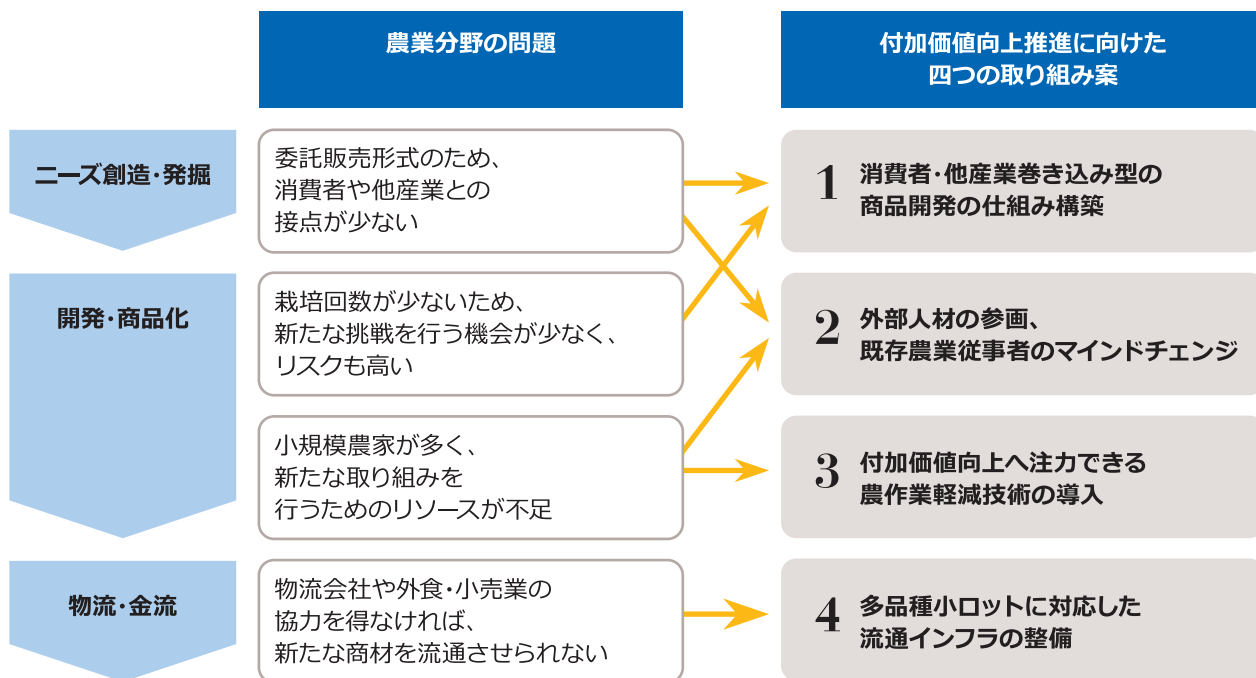 農業分野の問題
付加価値向上推進に向けた
四つの取り組み案
ニーズ創造・発掘
委託販売形式のため、
消費者や他産業との
接点が少ない
1
消費者・他産業巻き込み型の
商品開発の仕組み構築
開発・商品化
栽培回数が少ないため、
新たな挑戦を行う機会が少なく、
リスクも高い
2
外部人材の参画、
既存農業従事者のマインドチェンジ
小規模農家が多く、
新たな取り組みを
行うためのリソースが不足
3
付加価値向上へ注力できる
農作業軽減技術の導入
物流・金流
物流会社や外食・小売業の
協力を得なければ、
新たな商材を流通させられない
4
多品種小ロットに対応した
流通インフラの整備